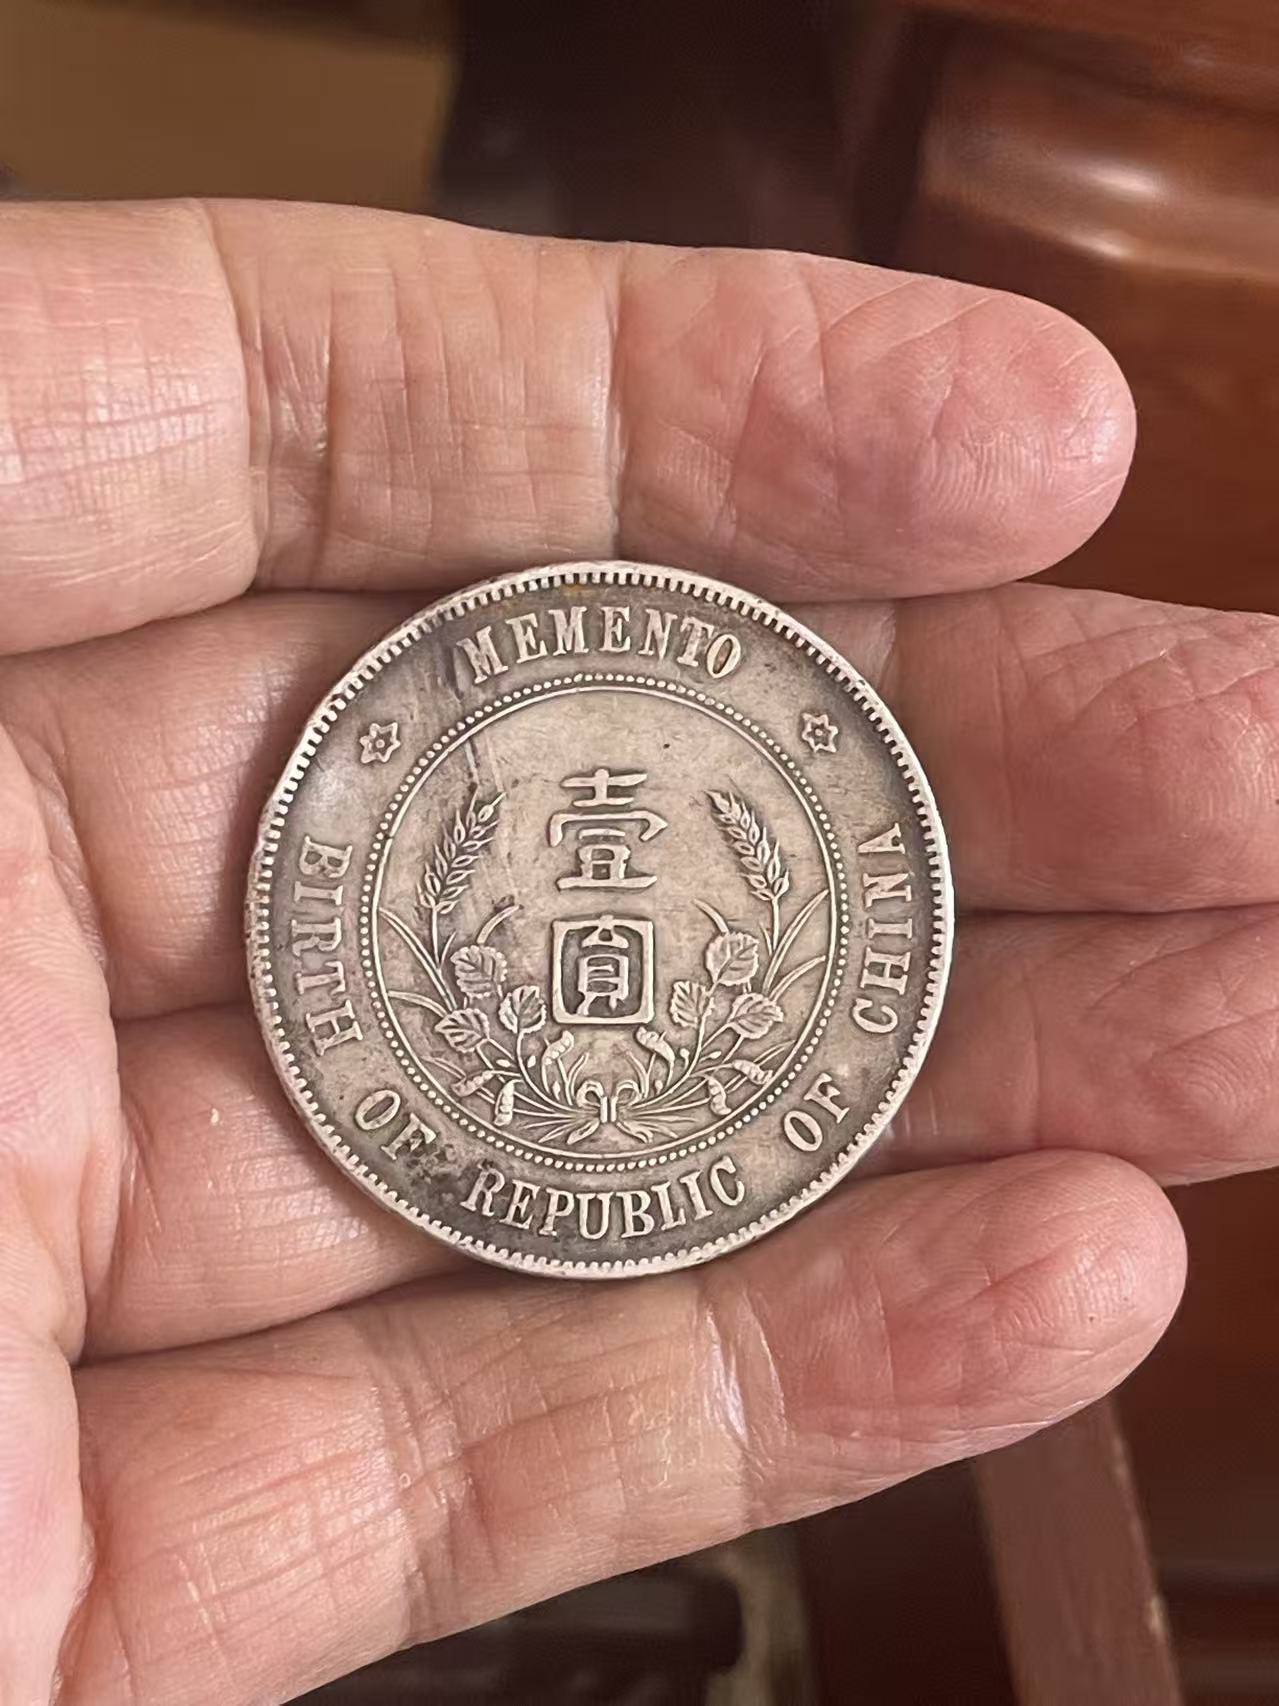 MEMENTO
壹
圓
BIRTH OF REPUBLIC OF CHINA